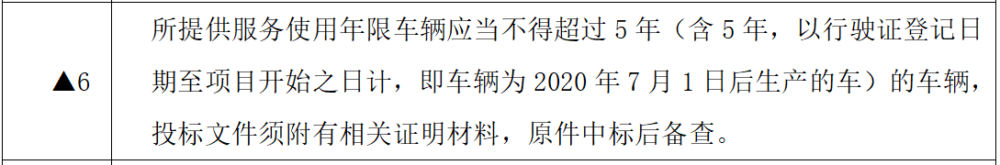 所提供服务使用年限车辆应当不得超过 5 年（含 5 年，以行驶证登记日
▲6 期至项目开始之日计，即车辆为 2020 年 7 月 1 日后生产的车）的车辆，
投标文件须附有相关证明材料，原件中标后备查。